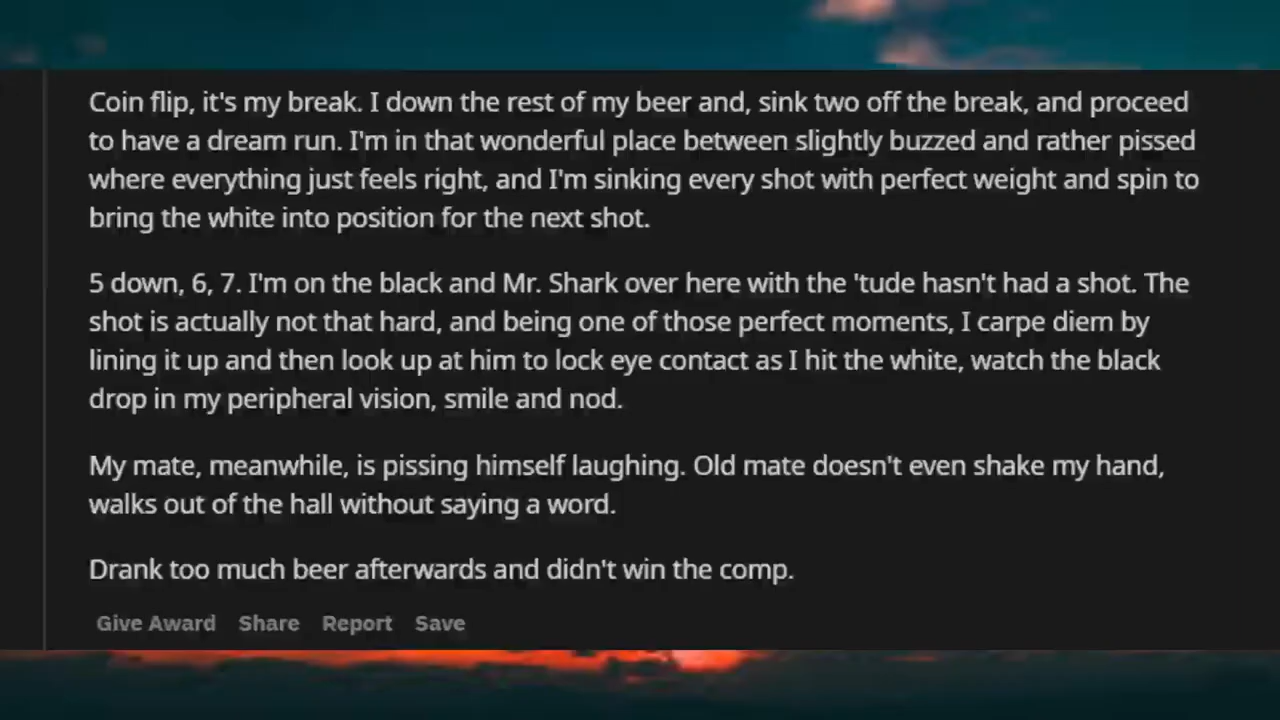 Coin flip, it's my break. I down the rest of my beer and, sink two off the break, and proceed
to have a dream run. I'm in that wonderful place between slightly buzzed and rather pissed
where everything just feels right, and I'm sinking every shot with perfect weight and spin to
bring the white into position for the next shot.
5 down, 6, 7. I'm on the black and Mr. Shark over here with the 'tude hasn't had a shot. The
shot is actually not that hard, and being one of those perfect moments, I carpe diem by
lining it up and then look up at him to lock eye contact as I hit the white, watch the black
drop in my peripheral vision, smile and nod.
My mate, meanwhile, is pissing himself laughing. Old mate doesn't even shake my hand,
walks out of the hall without saying a word.
Drank too much beer afterwards and didn't win the comp.
Give Award Share Report Save